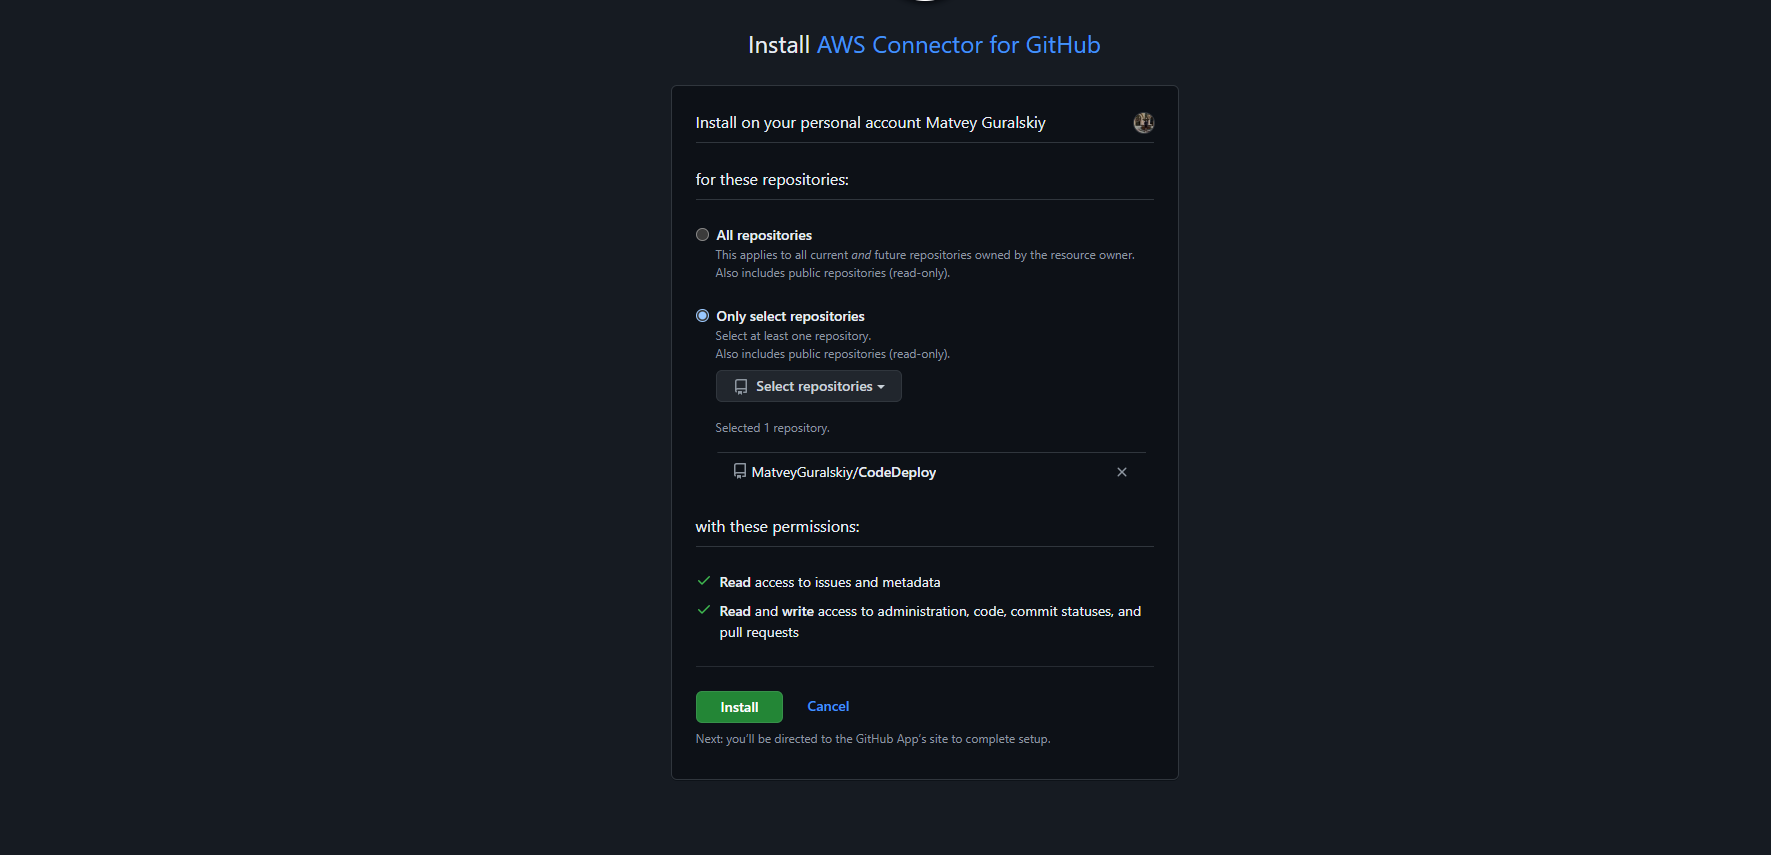 Install AWS Connector for GitHub
Install on your personal account Matvey Guralskiy
for these repositories:
All repositories
This applies to all current and future repositories owned by the resource owner.
Also includes public repositories (read-only).
Only select repositories
Select at least one repository.
Also includes public repositories (read-only).
Select repositories
Selected 1 repository.
MatveyGuralskiy/CodeDeploy
with these permissions:
Read access to issues and metadata
Read and write access to administration, code, commit statuses, and
pull requests
Install Cancel
Next: you'll be directed to the GitHub App's site to complete setup.